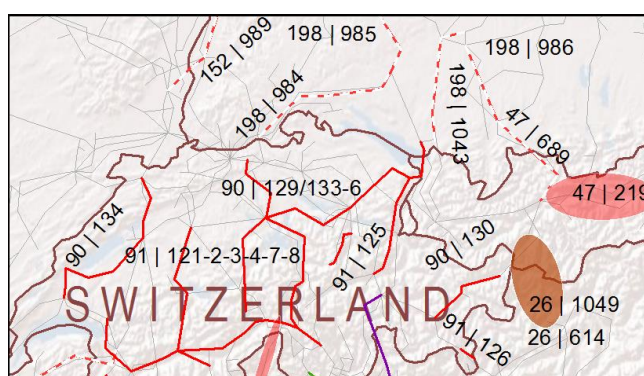 152 | 989
198 | 985
198 | 986
198 | 984
198 | 1043
47 | 689
90 | 129/133-6
47 | 219
90 | 134
91 | 121-2-3-4-7-8
91 | 125
90 | 130
SWITZERLAND
26 | 1049
91 | 126
26 | 614